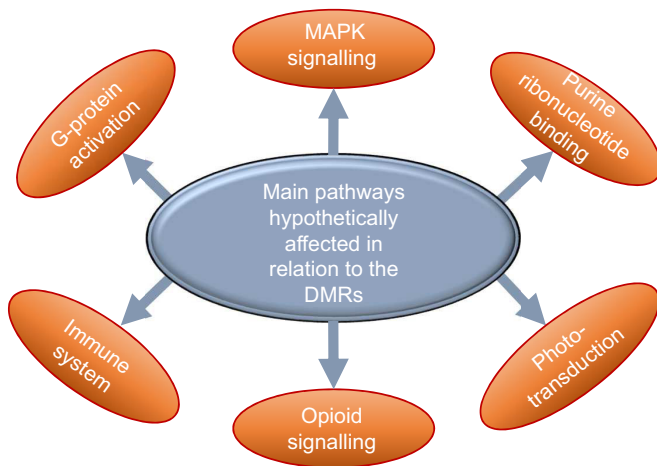 MAPK
signalling
G-protein
activation
Purine
ribonucleotide
binding
Main pathways
hypothetically
affected in
relation to the
DMRs
Immune
system
Photo-
transduction
Opioid
signalling